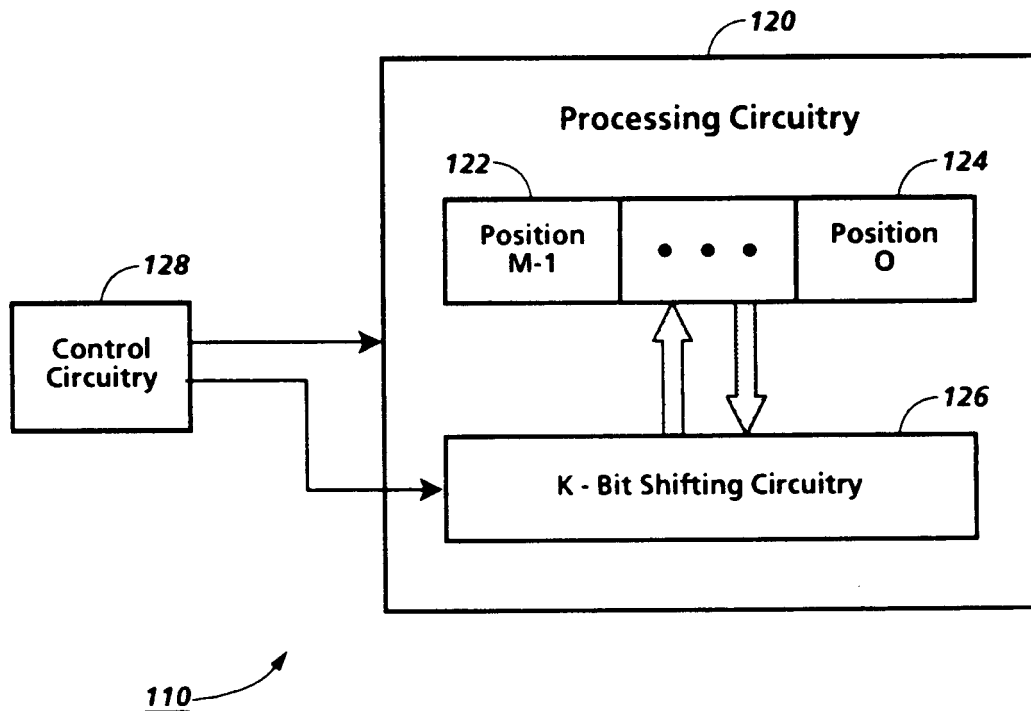 120
Processing Circuitry
122
124
Position
M-1
• • •
Position
O
128
Control
Circuitry
126
K - Bit Shifting Circuitry
110